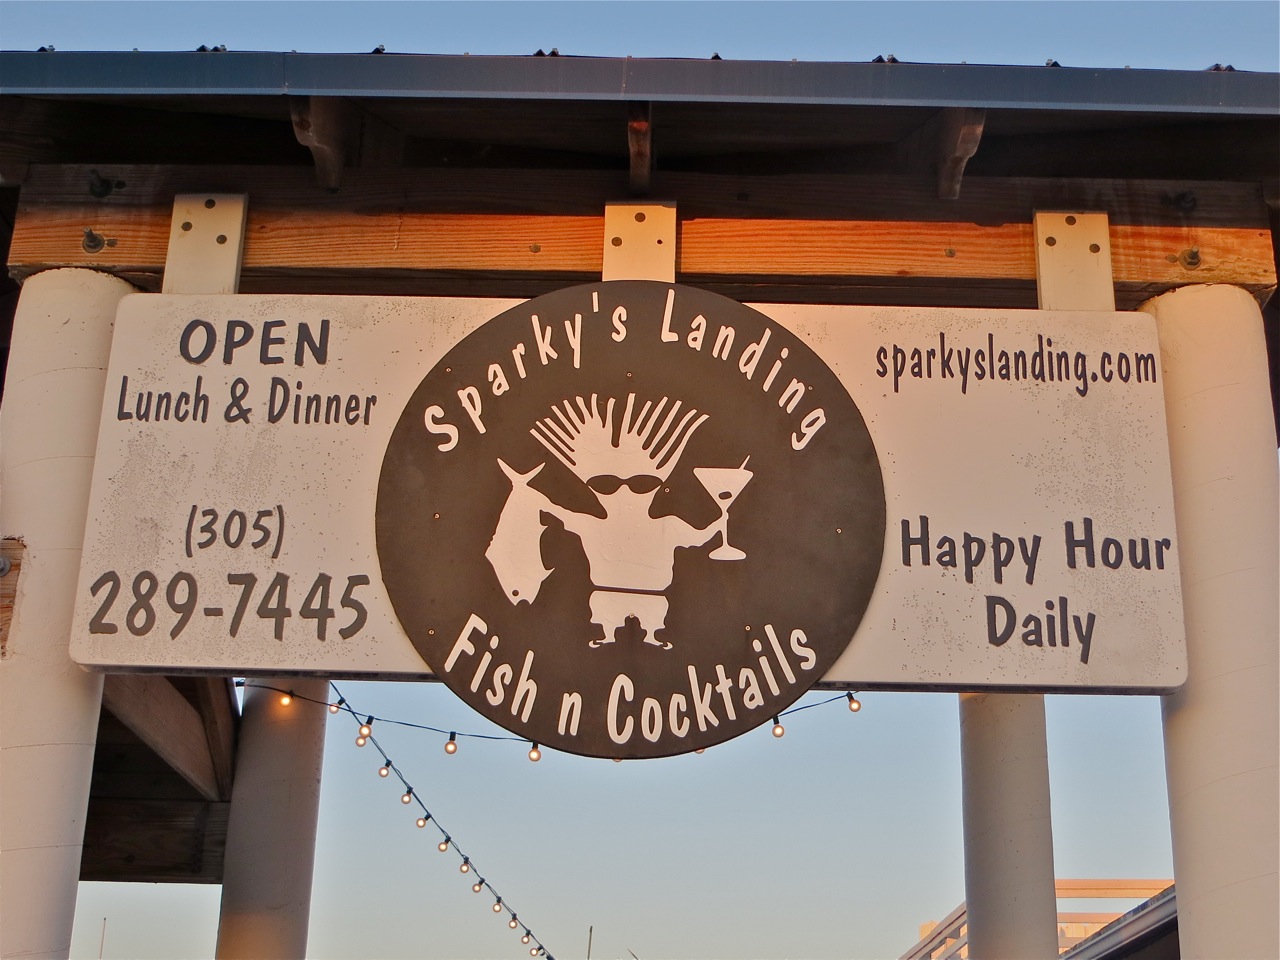 OPEN
Lunch & Dinner
(305)
289-7445
Sparky's Landing
Fish n Cocktails
sparkyslanding.com
Happy Hour
Daily